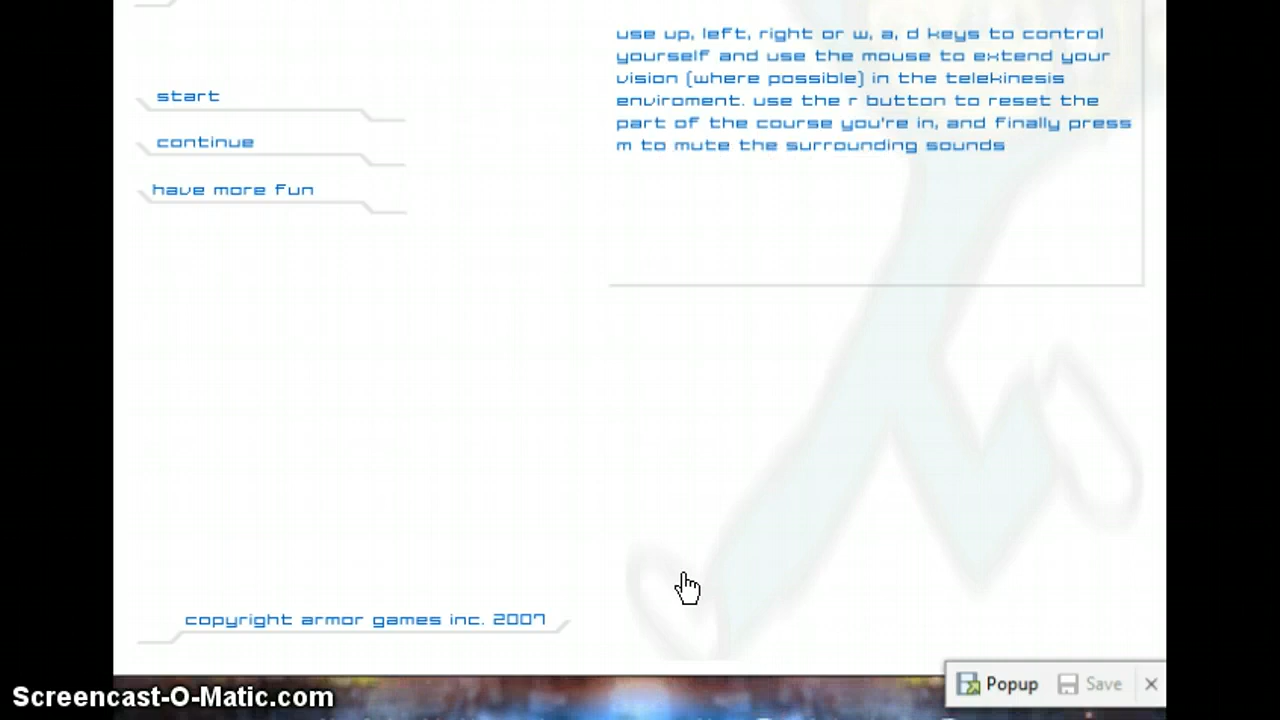 use up, left, right or w, a, d keys to control
yourself and use the mouse to extend your
vision (where possible) in the telekinesis
enviroment. use the r button to reset the
part of the course you're in, and finally press
m to mute the surrounding sounds
start
continue
have more fun
copyright armor games inc. 2007
Popup
Save
Screencast-O-Matic.com